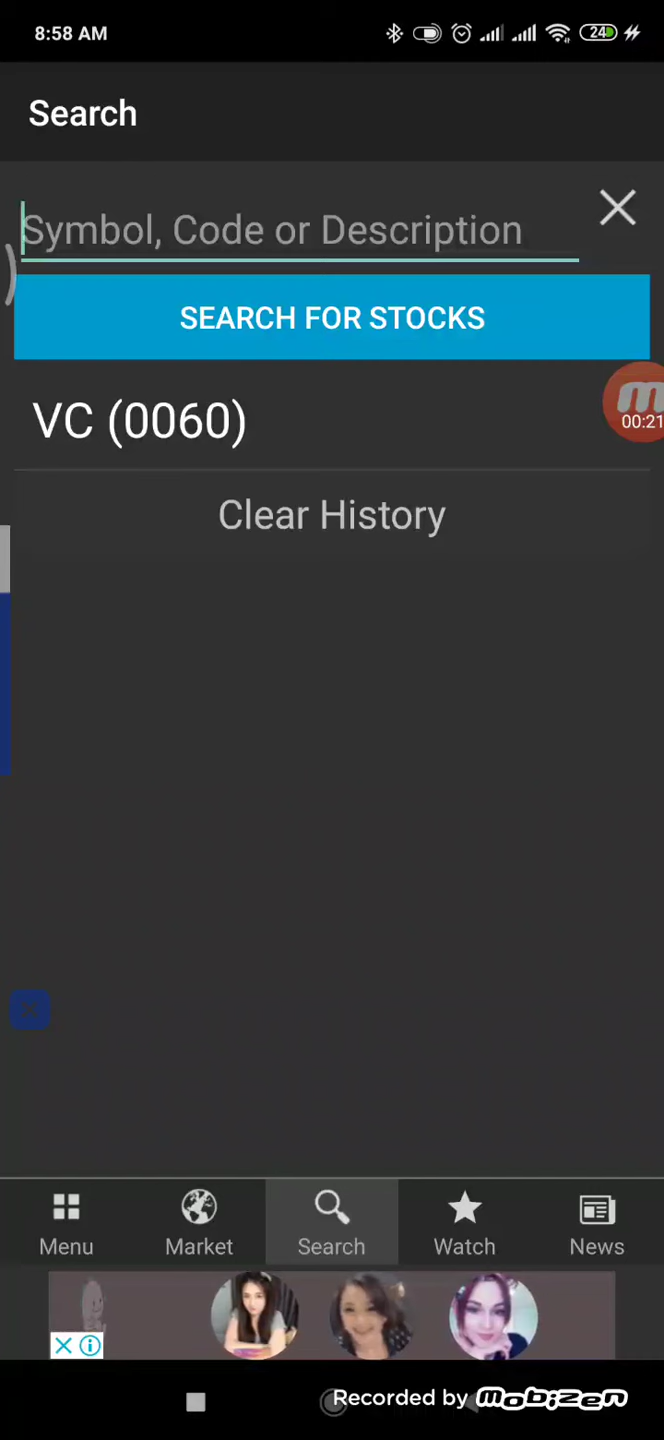 8:58 AM
24
Search
Symbol, Code or Description
SEARCH FOR STOCKS
VC (0060)
m
00:21
Clear History
Menu
Market
Search
Watch
News
Recorded by mobizen